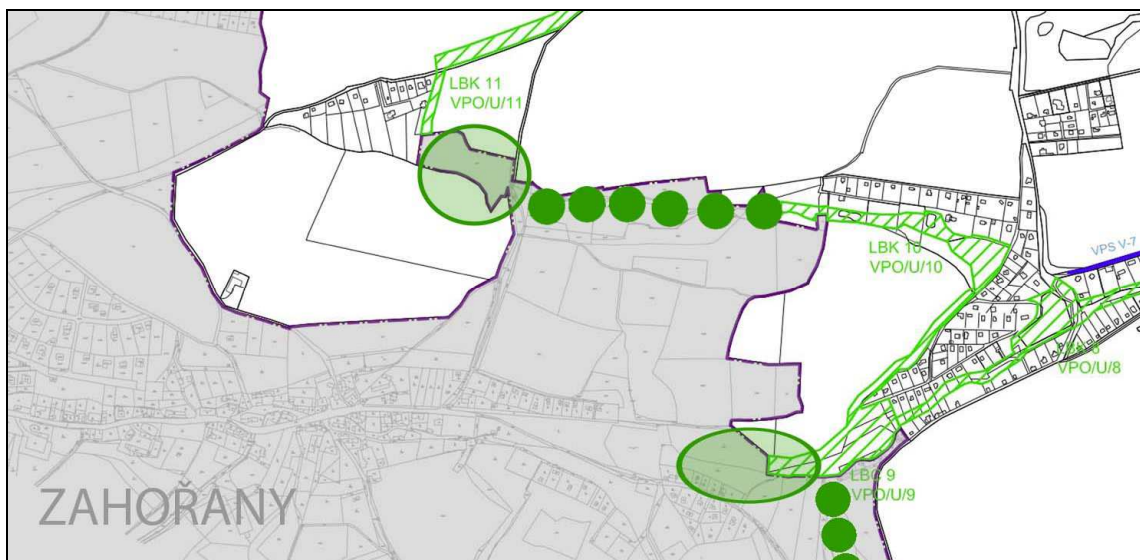 LBK 11
VPO/U/11
LBK 10
VPO/U/10
VPS V-7
VPO/U/8
LBC 9
VPO/U/9
ZAHOŘANY